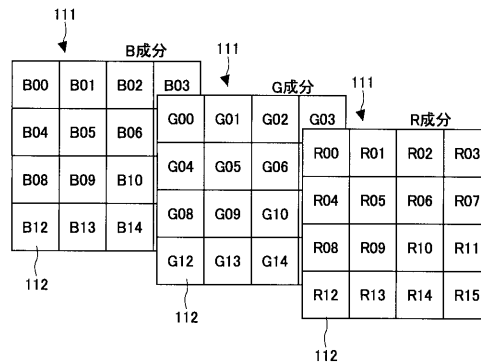 111
B成分
B00 B01 B02 B03
B04 B05 B06
B08 B09 B10
B12 B13 B14
112
111
G成分
G00 G01 G02 G03
G04 G05 G06
G08 G09 G10
G12 G13 G14
112
111
R成分
R00 R01 R02 R03
R04 R05 R06 R07
R08 R09 R10 R11
R12 R13 R14 R15
112